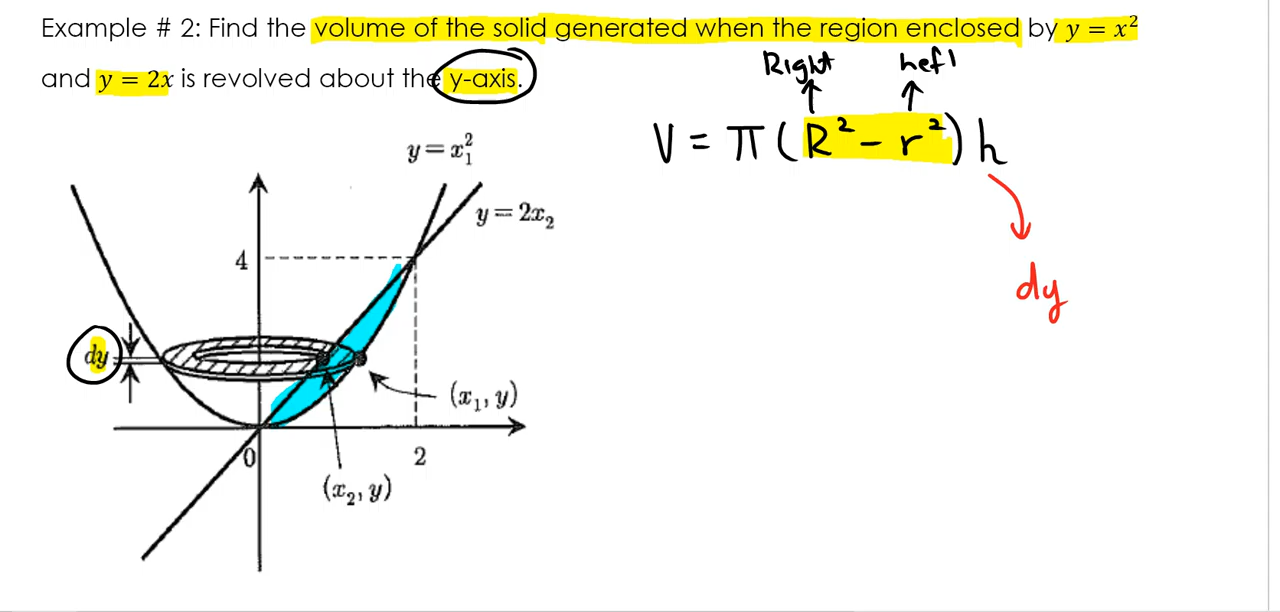 Example # 2: Find the volume of the solid generated when the region enclosed by y = x²
and y = 2x is revolved about the y-axis.
Right left
V = π ( R² − r² ) h
dy
y = x₁²
y = 2x₂
4
dy
(x₁, y)
0
2
(x₂, y)